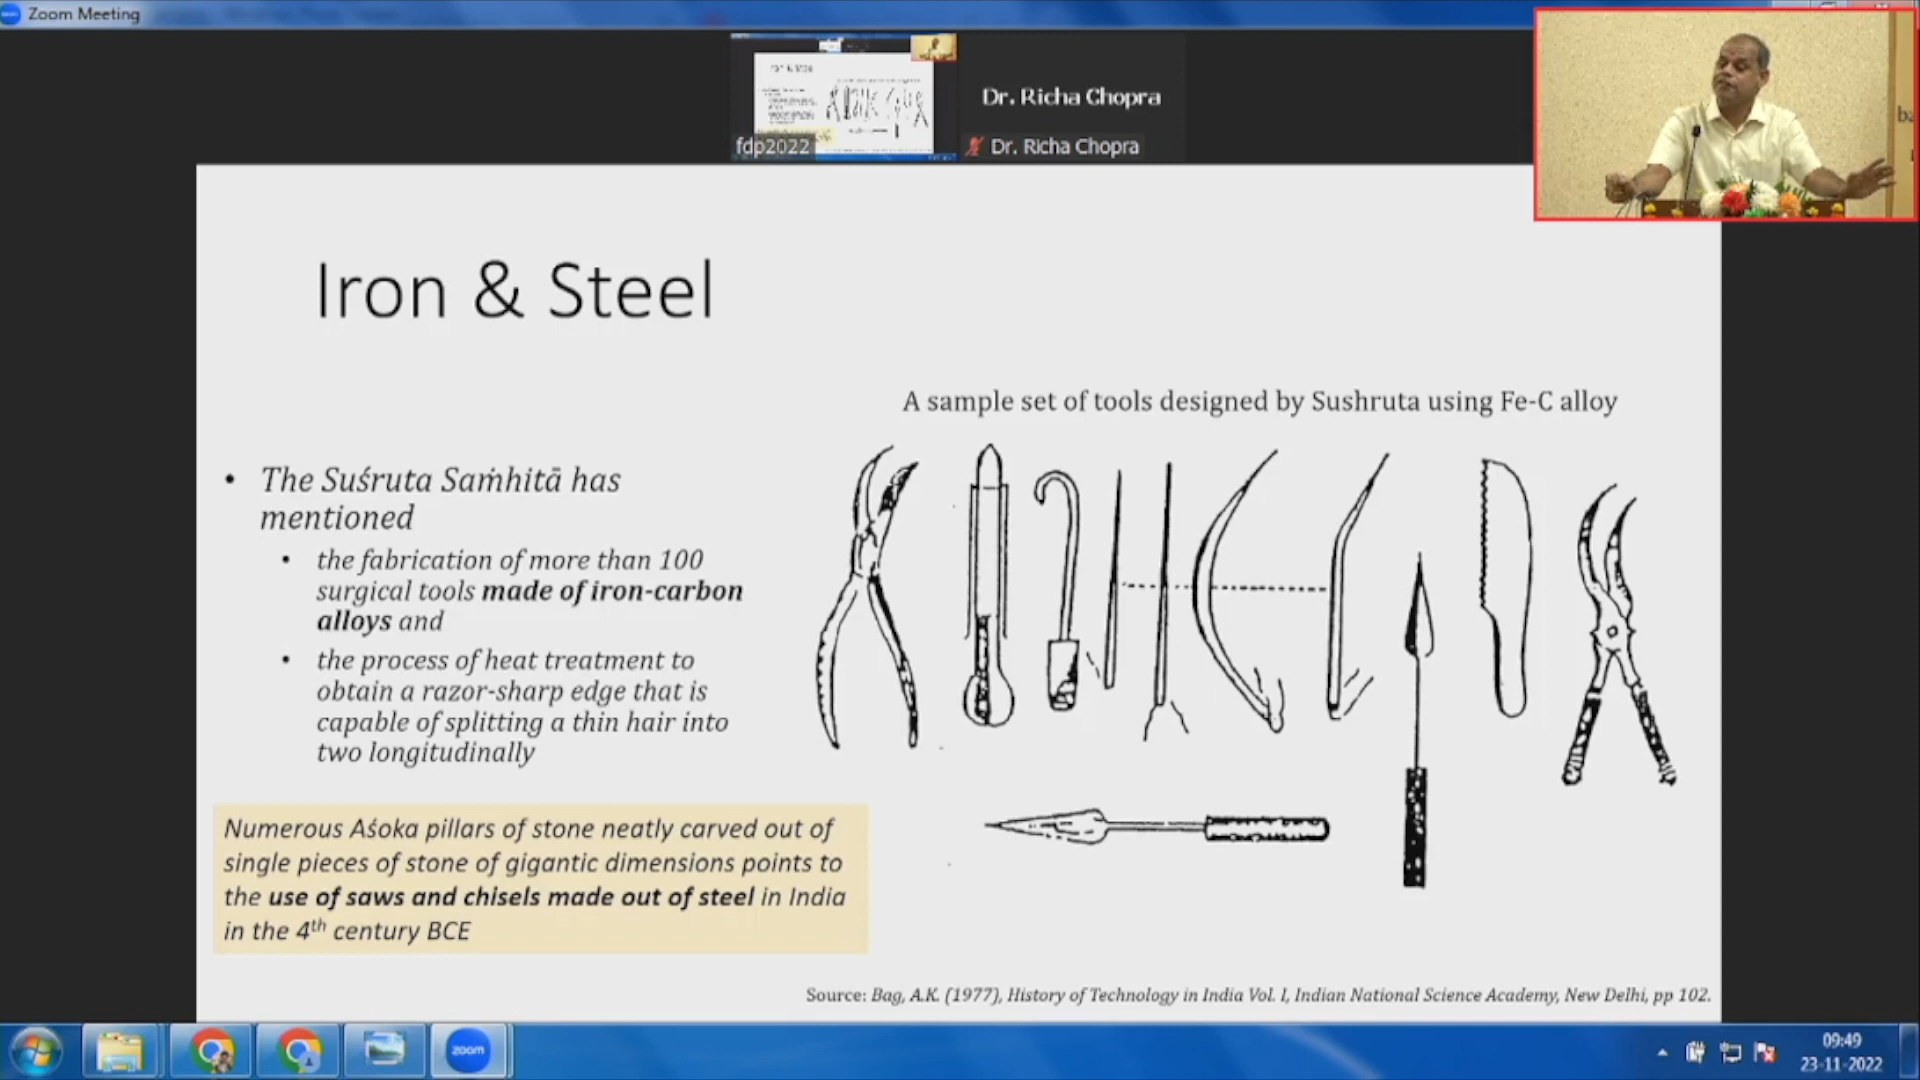 Zoom Meeting
fdp2022
Dr. Richa Chopra
Dr. Richa Chopra
Iron & Steel
A sample set of tools designed by Sushruta using Fe-C alloy
• The Suśruta Saṁhitā has
mentioned
• the fabrication of more than 100
surgical tools made of iron-carbon
alloys and
• the process of heat treatment to
obtain a razor-sharp edge that is
capable of splitting a thin hair into
two longitudinally
Numerous Aśoka pillars of stone neatly carved out of
single pieces of stone of gigantic dimensions points to
the use of saws and chisels made out of steel in India
in the 4th century BCE
Source: Bag, A.K. (1977), History of Technology in India Vol. I, Indian National Science Academy, New Delhi, pp 102.
zoom
09:49
23-11-2022